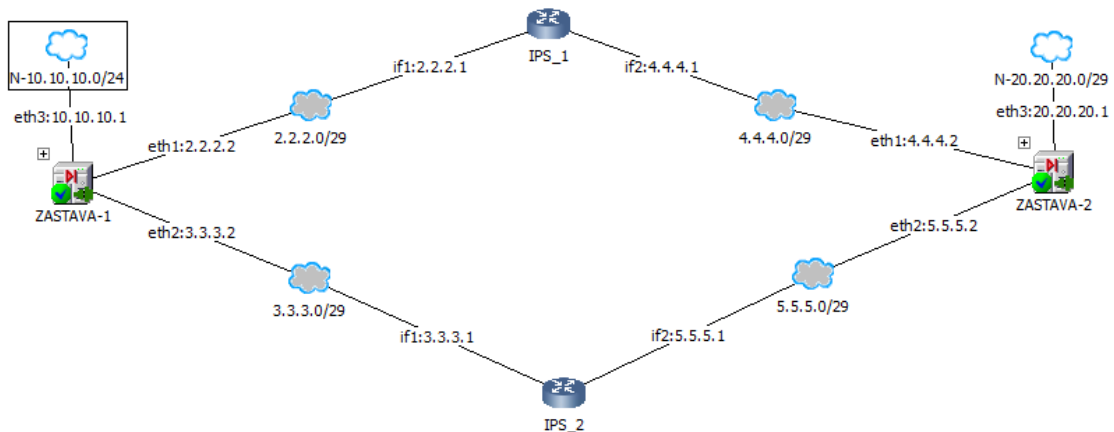 IPS_1
N-10.10.10.0/24
if1:2.2.2.1
if2:4.4.4.1
N-20.20.20.0/29
eth3:10.10.10.1
eth3:20.20.20.1
2.2.2.0/29
4.4.4.0/29
eth1:2.2.2.2
eth1:4.4.4.2
ZASTAVA-1
ZASTAVA-2
eth2:3.3.3.2
eth2:5.5.5.2
3.3.3.0/29
5.5.5.0/29
if1:3.3.3.1
if2:5.5.5.1
IPS_2